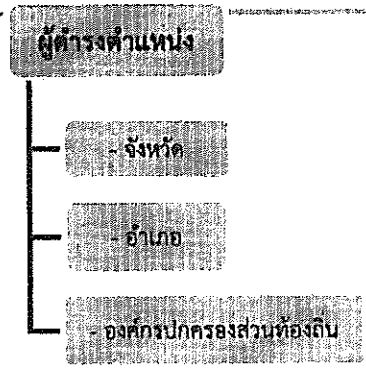 ผู้ดำรงตำแหน่ง
- จังหวัด
- อำเภอ
- องค์กรปกครองส่วนท้องถิ่น